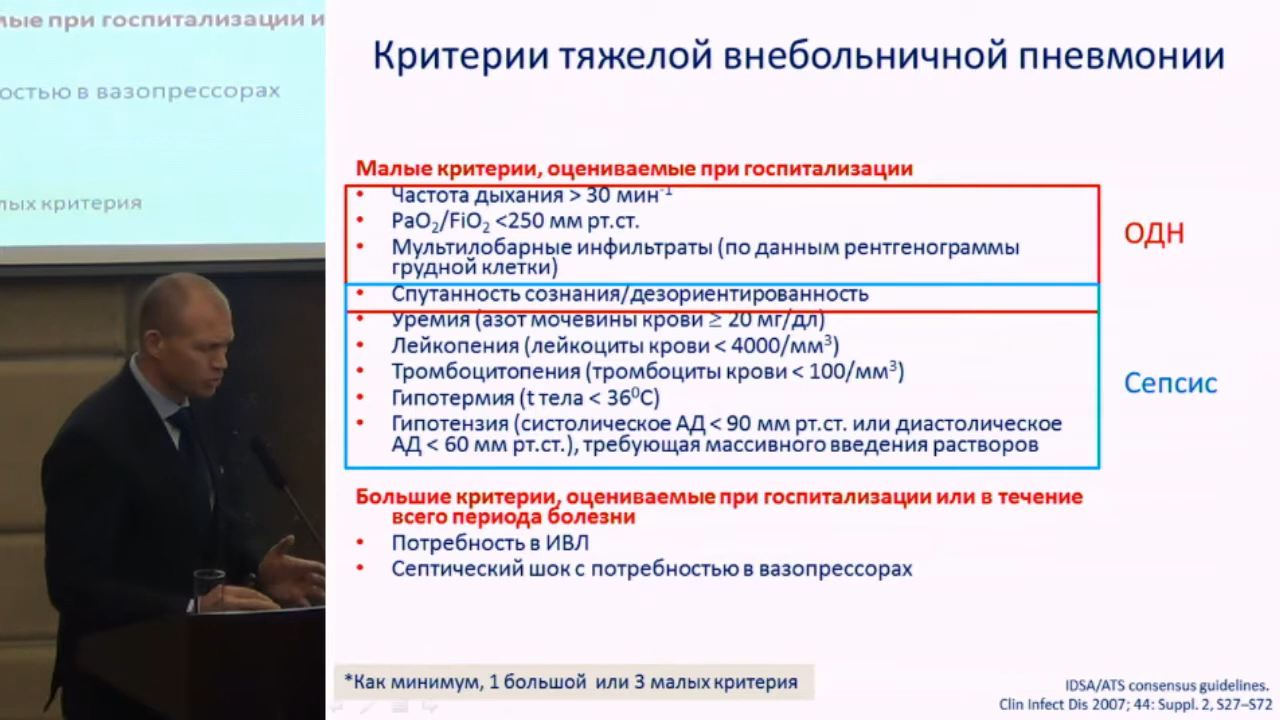 мые при госпитализации и
остью в вазопрессорах
лых критерия
Критерии тяжелой внебольничной пневмонии
Малые критерии, оцениваемые при госпитализации
• Частота дыхания > 30 мин⁻¹
• PaO₂/FiO₂ <250 мм рт.ст.
• Мультилобарные инфильтраты (по данным рентгенограммы
грудной клетки)
ОДН
• Спутанность сознания/дезориентированность
• Уремия (азот мочевины крови ≥ 20 мг/дл)
• Лейкопения (лейкоциты крови < 4000/мм³)
• Тромбоцитопения (тромбоциты крови < 100/мм³)
• Гипотермия (t тела < 36⁰C)
• Гипотензия (систолическое АД < 90 мм рт.ст. или диастолическое
АД < 60 мм рт.ст.), требующая массивного введения растворов
Сепсис
Большие критерии, оцениваемые при госпитализации или в течение
всего периода болезни
• Потребность в ИВЛ
• Септический шок с потребностью в вазопрессорах
*Как минимум, 1 большой или 3 малых критерия
IDSA/ATS consensus guidelines.
Clin Infect Dis 2007; 44: Suppl. 2, S27–S72